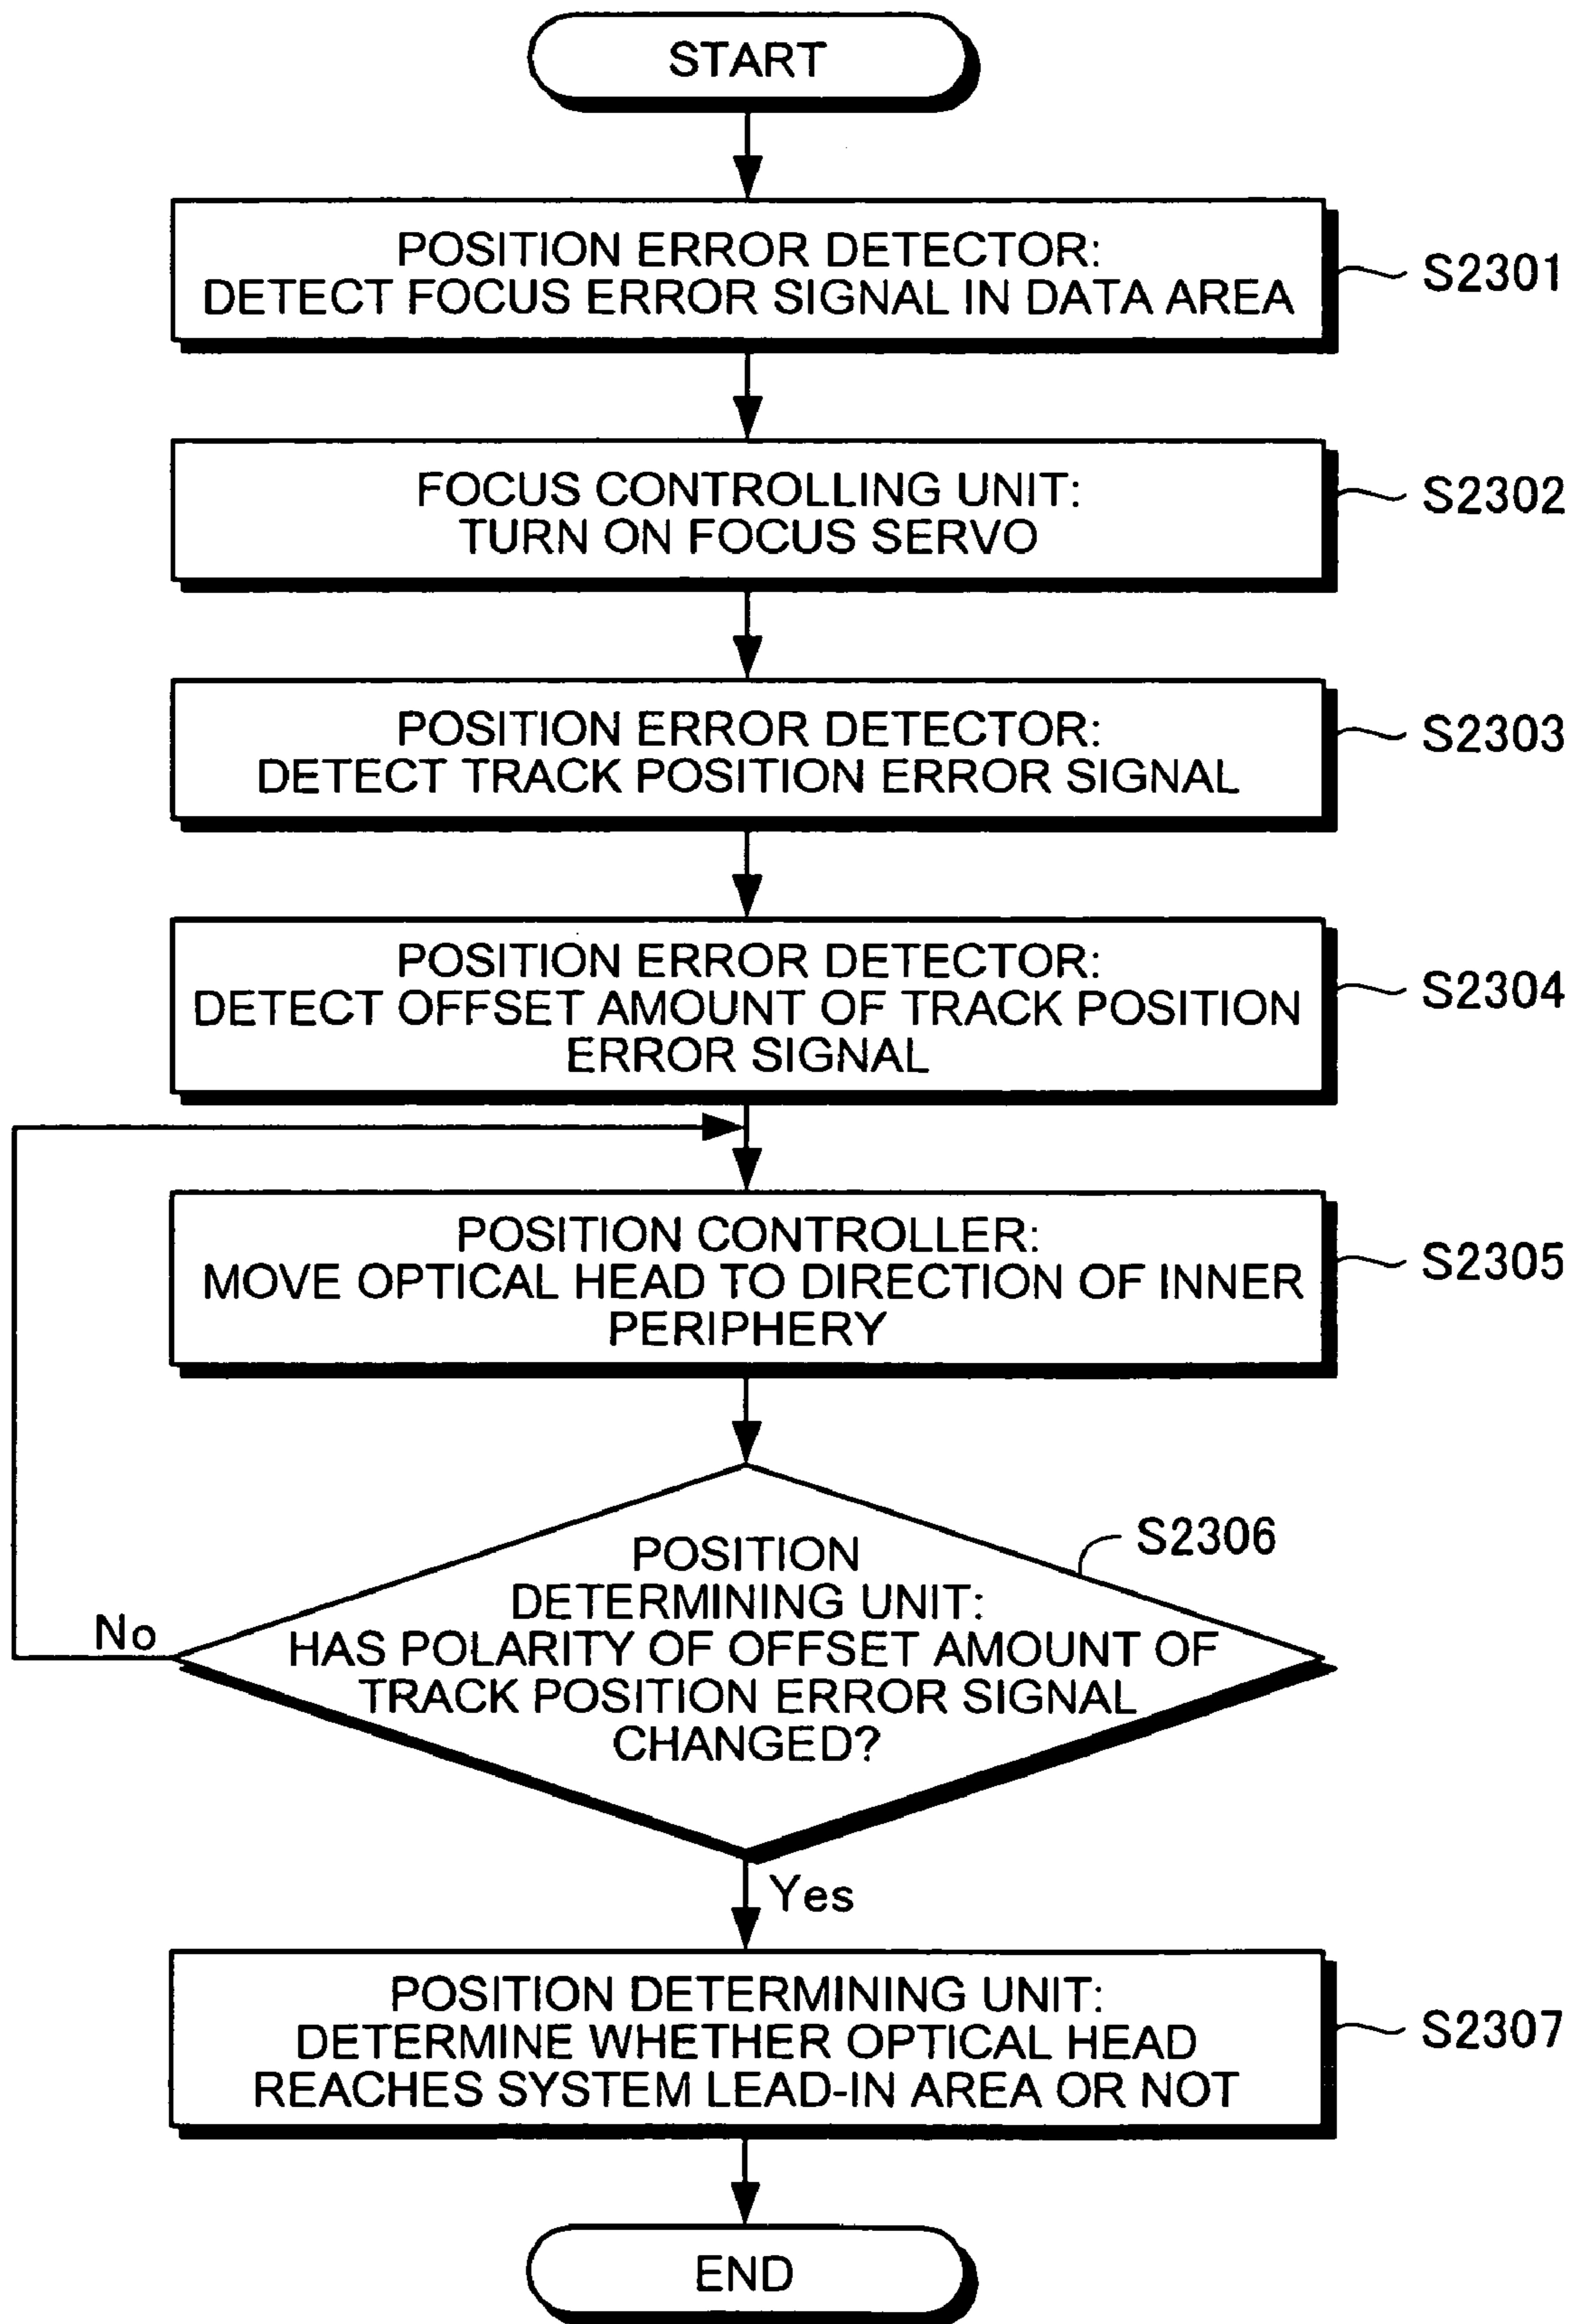 START
POSITION ERROR DETECTOR:
DETECT FOCUS ERROR SIGNAL IN DATA AREA
S2301
FOCUS CONTROLLING UNIT:
TURN ON FOCUS SERVO
S2302
POSITION ERROR DETECTOR:
DETECT TRACK POSITION ERROR SIGNAL
S2303
POSITION ERROR DETECTOR:
DETECT OFFSET AMOUNT OF TRACK POSITION
ERROR SIGNAL
S2304
POSITION CONTROLLER:
MOVE OPTICAL HEAD TO DIRECTION OF INNER
PERIPHERY
S2305
POSITION
DETERMINING UNIT:
HAS POLARITY OF OFFSET AMOUNT OF
TRACK POSITION ERROR SIGNAL
CHANGED?
S2306
No
Yes
POSITION DETERMINING UNIT:
DETERMINE WHETHER OPTICAL HEAD
REACHES SYSTEM LEAD-IN AREA OR NOT
S2307
END